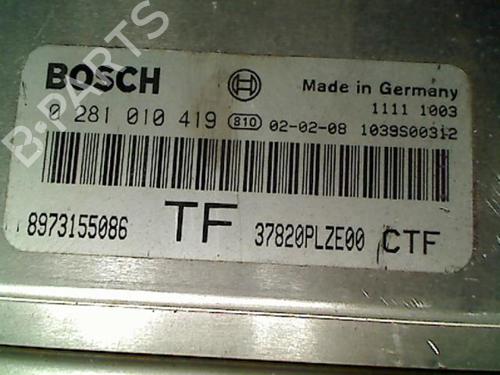 B-PARTS
BOSCH Made in Germany
1111 1003
0 281 010 419 810 02-02-08 1039S00312
8973155086 TF 37820PLZE00 CTF